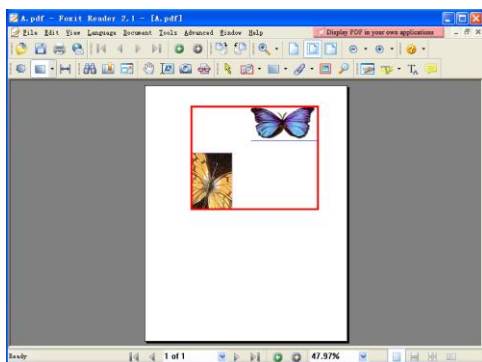 A.pdf - Foxit Reader 2.1 - [A.pdf]
File Edit View Language Document Tools Advanced Window Help
Display PDF in your own applications
Ready
1 of 1
47.97%